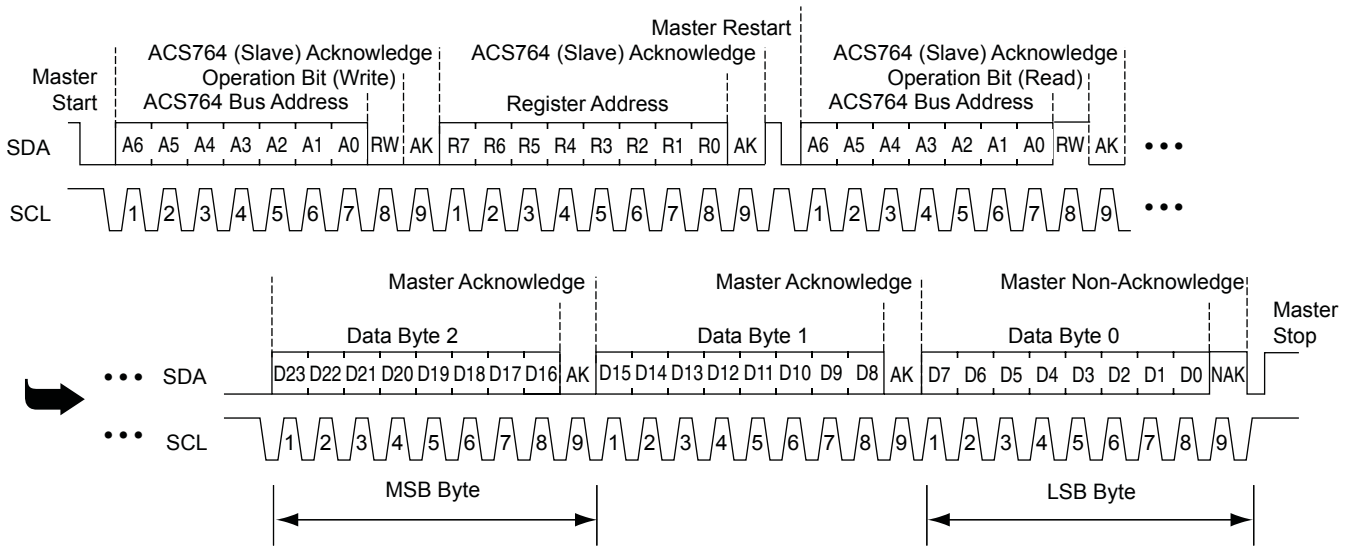 Master Restart
ACS764 (Slave) Acknowledge ACS764 (Slave) Acknowledge ACS764 (Slave) Acknowledge
Master Start
Operation Bit (Write) Operation Bit (Read)
ACS764 Bus Address Register Address ACS764 Bus Address
SDA A6 A5 A4 A3 A2 A1 A0 RW AK R7 R6 R5 R4 R3 R2 R1 R0 AK A6 A5 A4 A3 A2 A1 A0 RW AK •••
SCL 1 2 3 4 5 6 7 8 9 1 2 3 4 5 6 7 8 9 1 2 3 4 5 6 7 8 9 •••
Master Acknowledge Master Acknowledge Master Non-Acknowledge
Master Stop
Data Byte 2 Data Byte 1 Data Byte 0
••• SDA D23 D22 D21 D20 D19 D18 D17 D16 AK D15 D14 D13 D12 D11 D10 D9 D8 AK D7 D6 D5 D4 D3 D2 D1 D0 NAK
••• SCL 1 2 3 4 5 6 7 8 9 1 2 3 4 5 6 7 8 9 1 2 3 4 5 6 7 8 9
MSB Byte LSB Byte